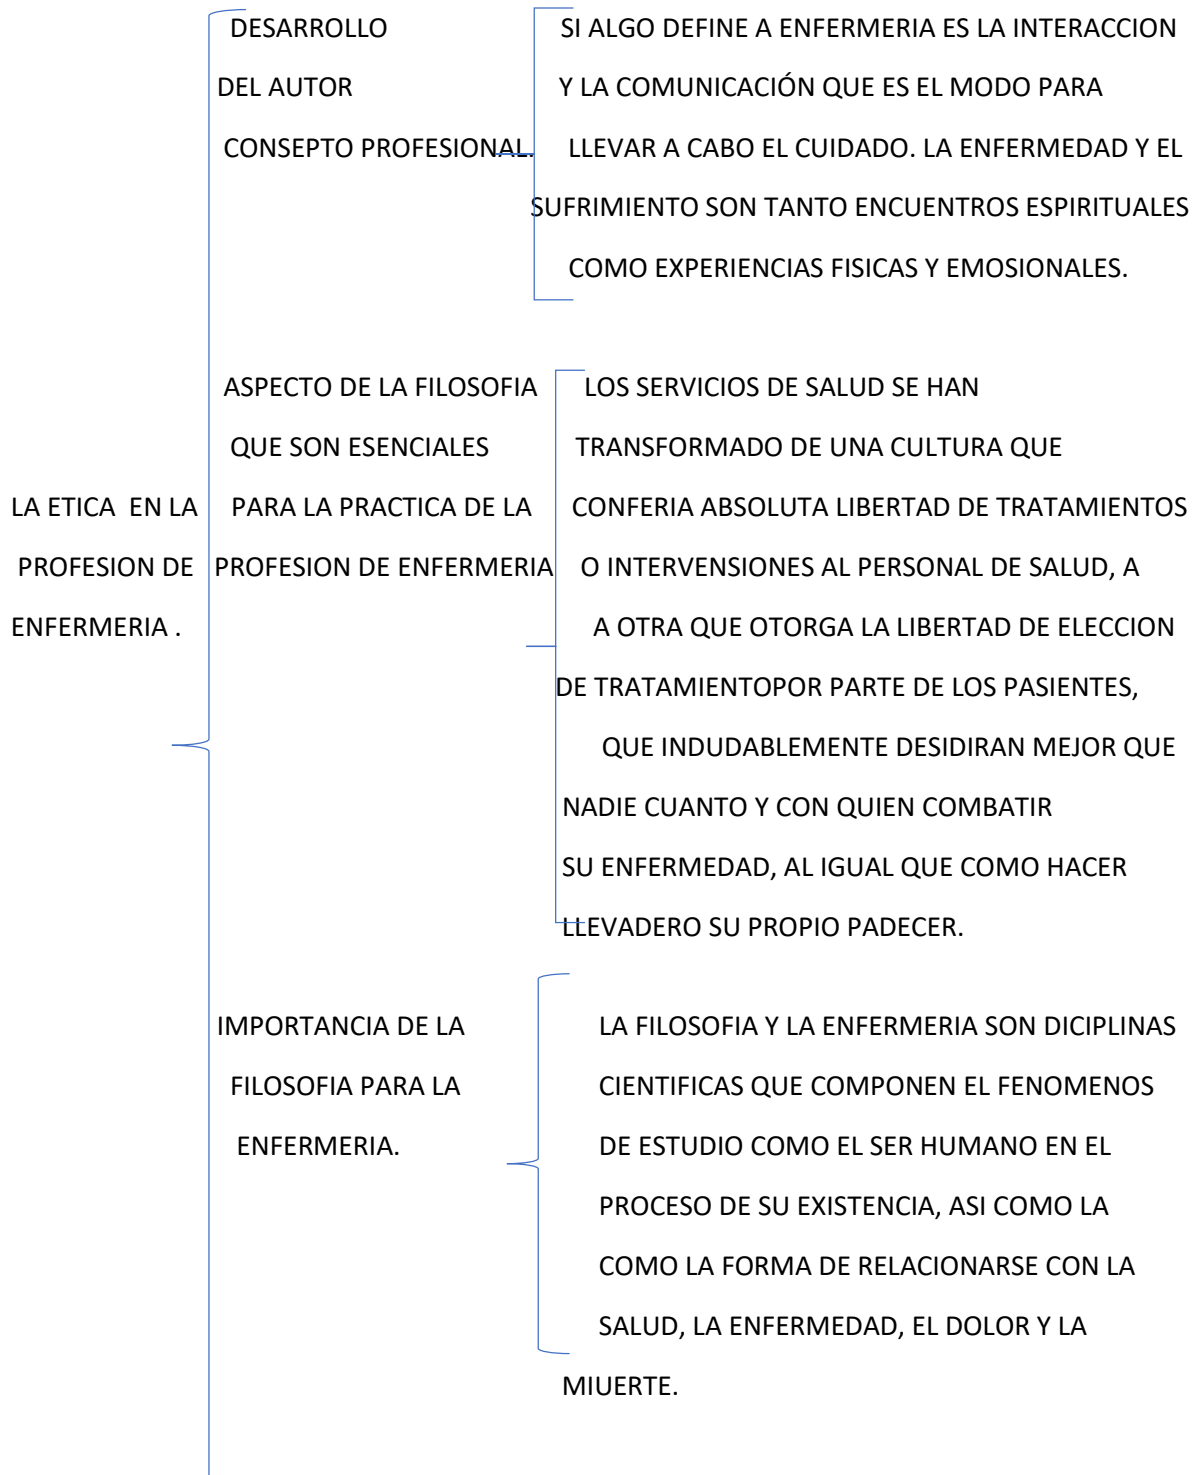 LA ETICA  EN LA
PROFESION DE
ENFERMERIA .
DESARROLLO
DEL AUTOR
CONSEPTO PROFESIONAL.
SI ALGO DEFINE A ENFERMERIA ES LA INTERACCION
Y LA COMUNICACIÓN QUE ES EL MODO PARA
LLEVAR A CABO EL CUIDADO. LA ENFERMEDAD Y EL
SUFRIMIENTO SON TANTO ENCUENTROS ESPIRITUALES
COMO EXPERIENCIAS FISICAS Y EMOSIONALES.
ASPECTO DE LA FILOSOFIA
QUE SON ESENCIALES
PARA LA PRACTICA DE LA
PROFESION DE ENFERMERIA
LOS SERVICIOS DE SALUD SE HAN
TRANSFORMADO DE UNA CULTURA QUE
CONFERIA ABSOLUTA LIBERTAD DE TRATAMIENTOS
O INTERVENSIONES AL PERSONAL DE SALUD, A
A OTRA QUE OTORGA LA LIBERTAD DE ELECCION
DE TRATAMIENTOPOR PARTE DE LOS PASIENTES,
QUE INDUDABLEMENTE DESIDIRAN MEJOR QUE
NADIE CUANTO Y CON QUIEN COMBATIR
SU ENFERMEDAD, AL IGUAL QUE COMO HACER
LLEVADERO SU PROPIO PADECER.
IMPORTANCIA DE LA
FILOSOFIA PARA LA
ENFERMERIA.
LA FILOSOFIA Y LA ENFERMERIA SON DICIPLINAS
CIENTIFICAS QUE COMPONEN EL FENOMENOS
DE ESTUDIO COMO EL SER HUMANO EN EL
PROCESO DE SU EXISTENCIA, ASI COMO LA
COMO LA FORMA DE RELACIONARSE CON LA
SALUD, LA ENFERMEDAD, EL DOLOR Y LA
MIUERTE.